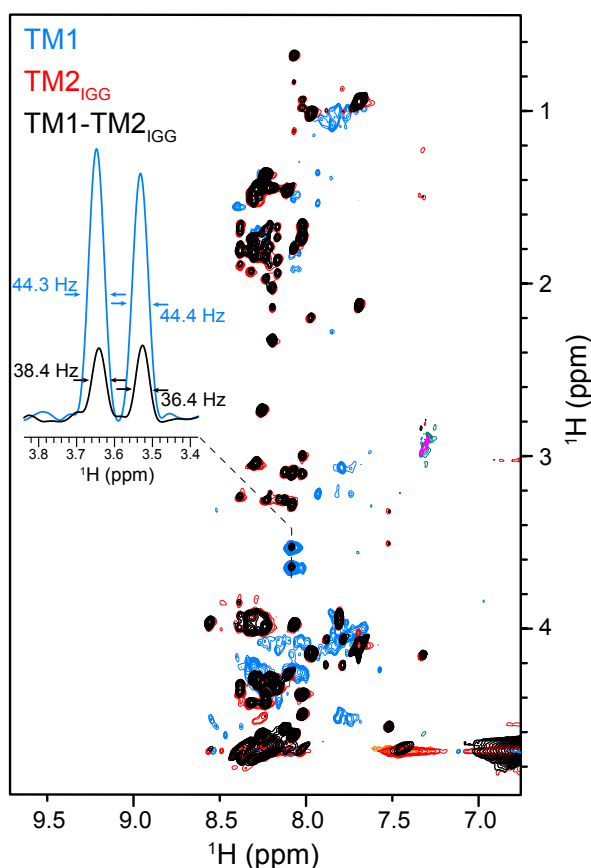 TM1
TM2IGG
TM1-TM2IGG
44.3 Hz
44.4 Hz
38.4 Hz
36.4 Hz
3.8 3.7 3.6 3.5 3.4
¹H (ppm)
1
2
3
4
¹H (ppm)
9.5 9.0 8.5 8.0 7.5 7.0
¹H (ppm)